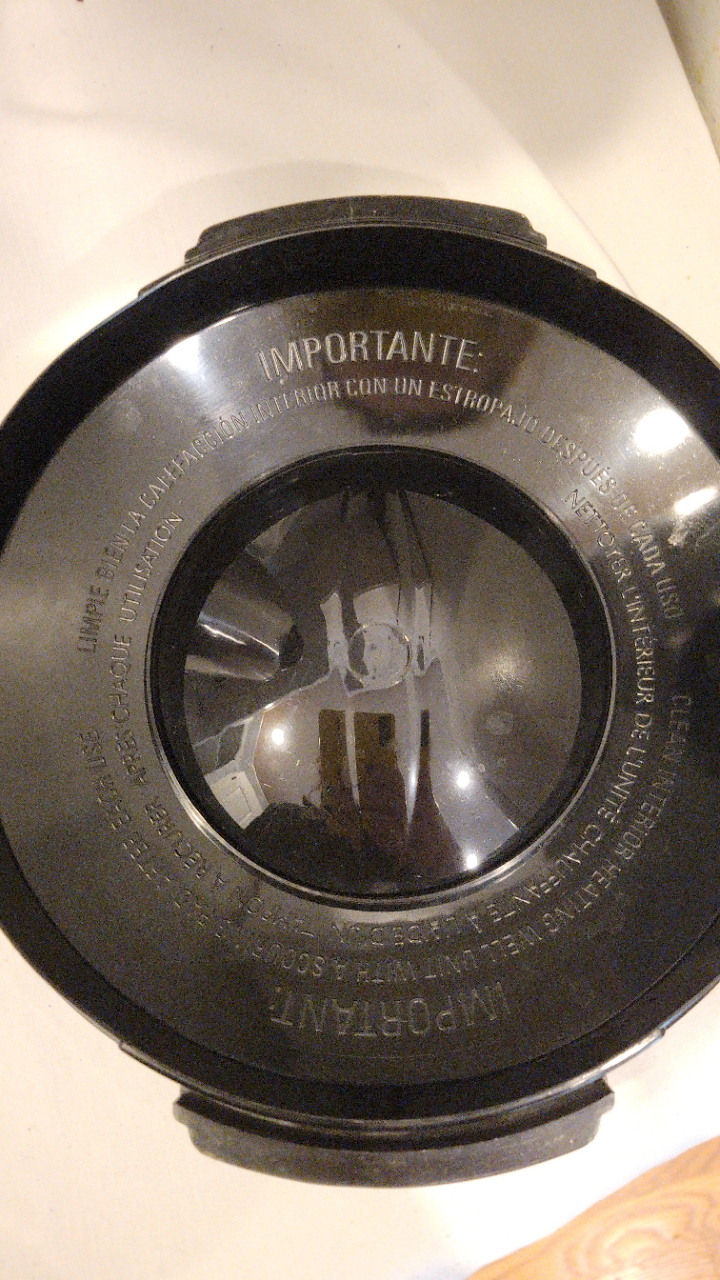 IMPORTANTE:
LIMPIE BIEN LA CALEFACCIÓN INTERIOR CON UN ESTROPAJO DESPUÉS DE CADA USO
NETTOYER L'INTÉRIEUR DE L'UNITÉ CHAUFFANTE À L'AIDE D'UN TAMPON À RÉCURER APRÈS CHAQUE UTILISATION
IMPORTANT:
CLEAN INTERIOR HEATING WELL UNIT WITH A SCOURING PAD AFTER EACH USE